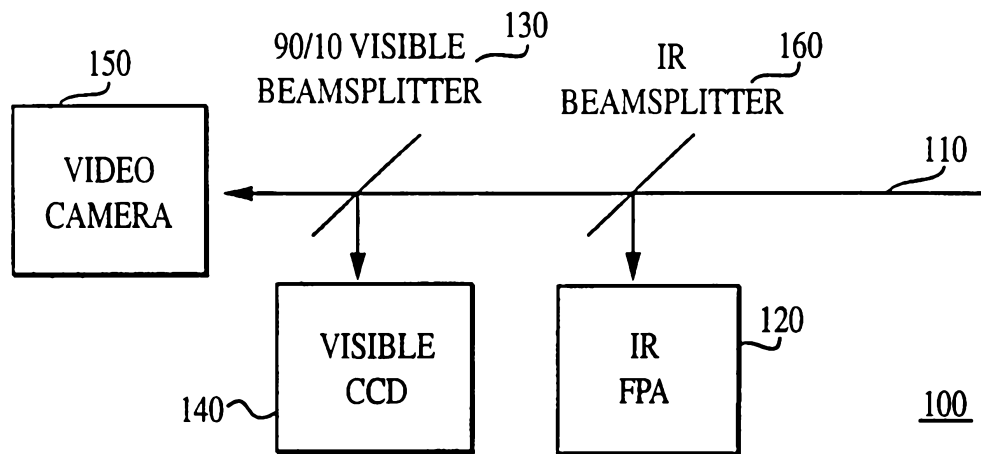 150
VIDEO
CAMERA
90/10 VISIBLE
BEAMSPLITTER
130
IR
BEAMSPLITTER
160
110
VISIBLE
CCD
140
IR
FPA
120
100